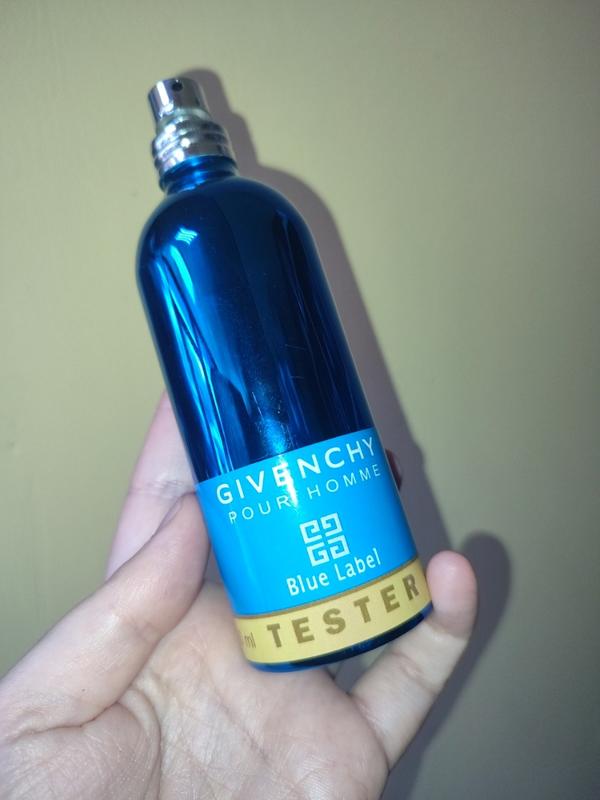 GIVENCHY
POUR HOMME
Blue Label
ml TESTER